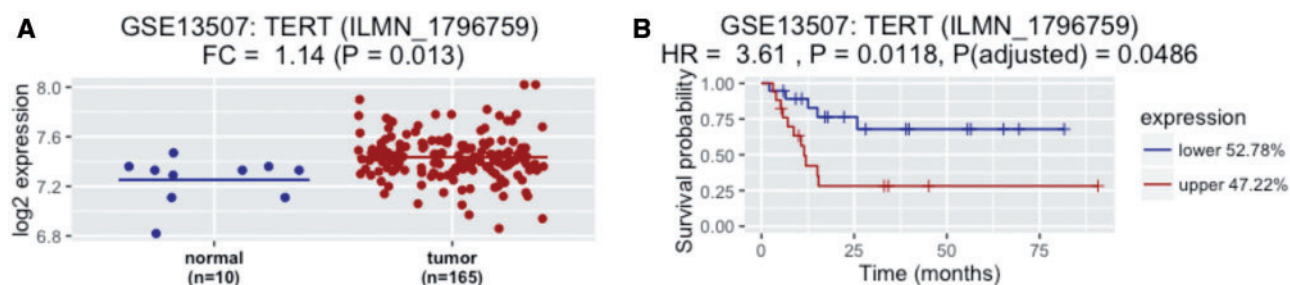 A
GSE13507: TERT (ILMN_1796759)
FC = 1.14 (P = 0.013)
log2 expression
8.0
7.6
7.2
6.8
normal
(n=10)
tumor
(n=165)
B
GSE13507: TERT (ILMN_1796759)
HR = 3.61 , P = 0.0118, P(adjusted) = 0.0486
Survival probability
1.00
0.75
0.50
0.25
0.00
0
25
50
75
Time (months)
expression
lower 52.78%
upper 47.22%